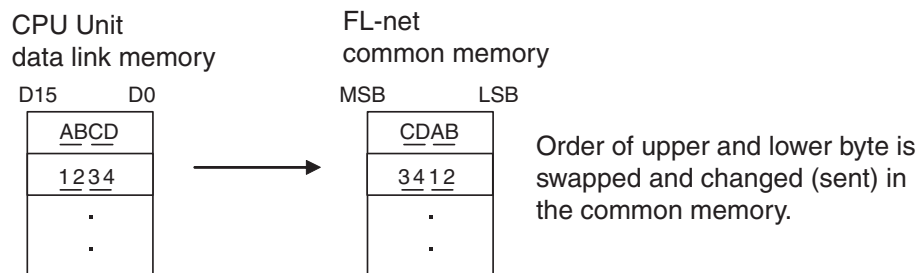 CPU Unit
data link memory
FL-net
common memory
D15 D0
MSB LSB
ABCD
CDAB
1234
3412
Order of upper and lower byte is
swapped and changed (sent) in
the common memory.